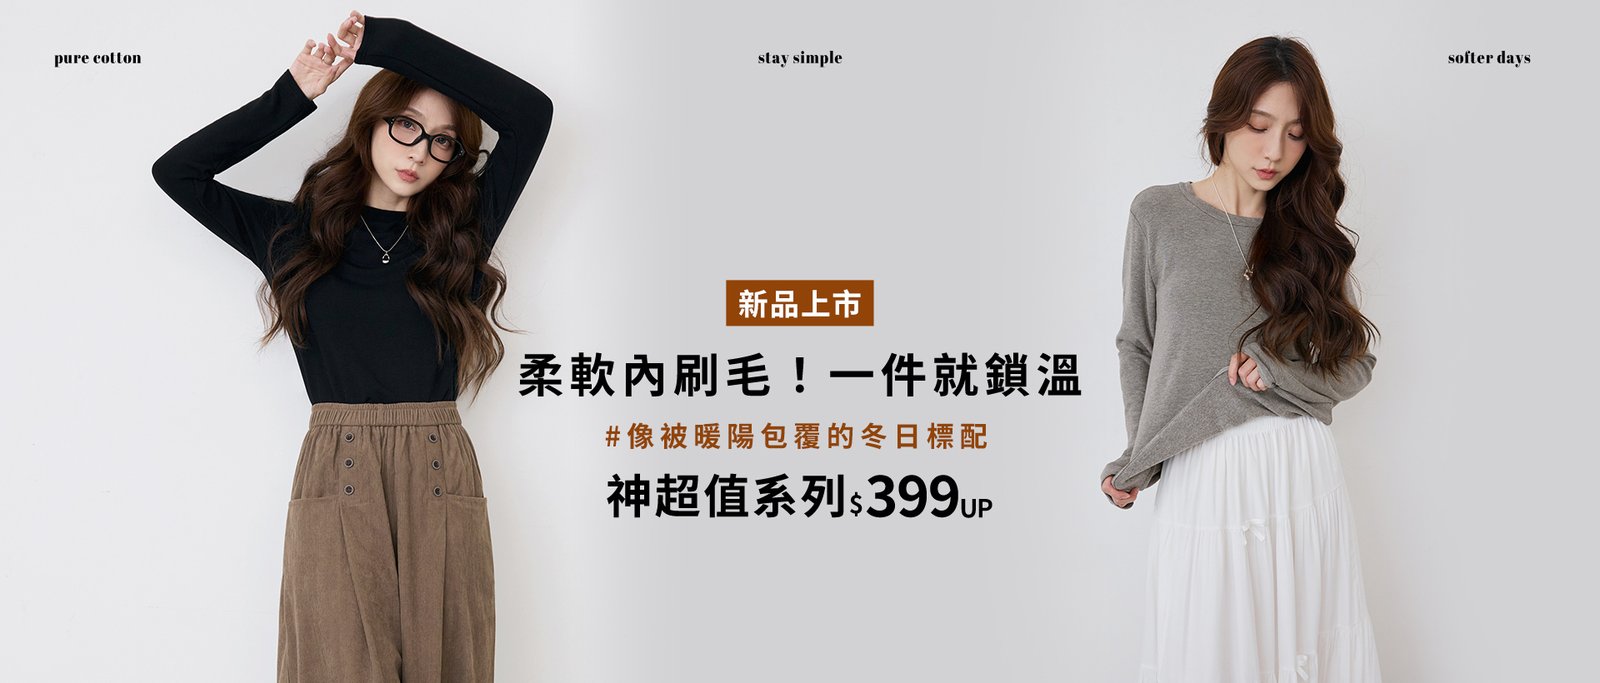 pure cotton
stay simple
softer days
新品上市
柔軟內刷毛！一件就鎖溫
#像被暖陽包覆的冬日標配
神超值系列$399UP